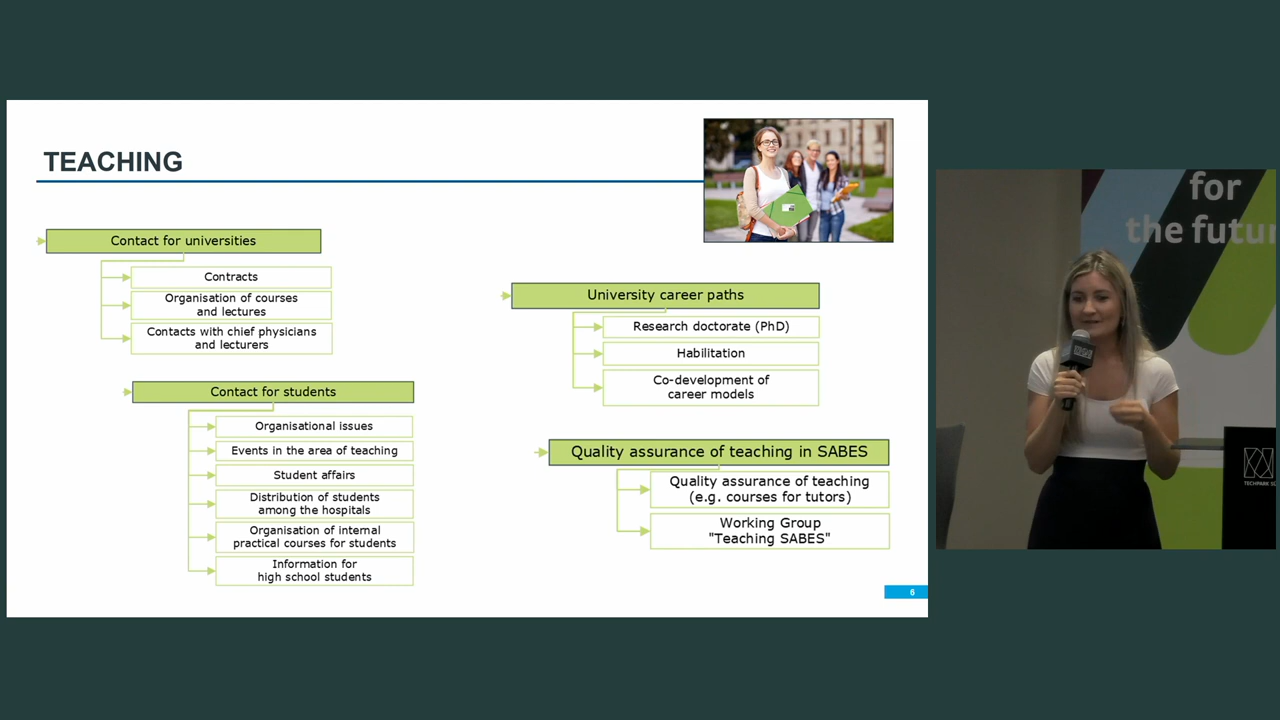 TEACHING
Contact for universities
Contracts
Organisation of courses
and lectures
Contacts with chief physicians
and lecturers
Contact for students
Organisational issues
Events in the area of teaching
Student affairs
Distribution of students
among the hospitals
Organisation of internal
practical courses for students
Information for
high school students
University career paths
Research doctorate (PhD)
Habilitation
Co-development of
career models
Quality assurance of teaching in SABES
Quality assurance of teaching
(e.g. courses for tutors)
Working Group
"Teaching SABES"
6
for
the futur